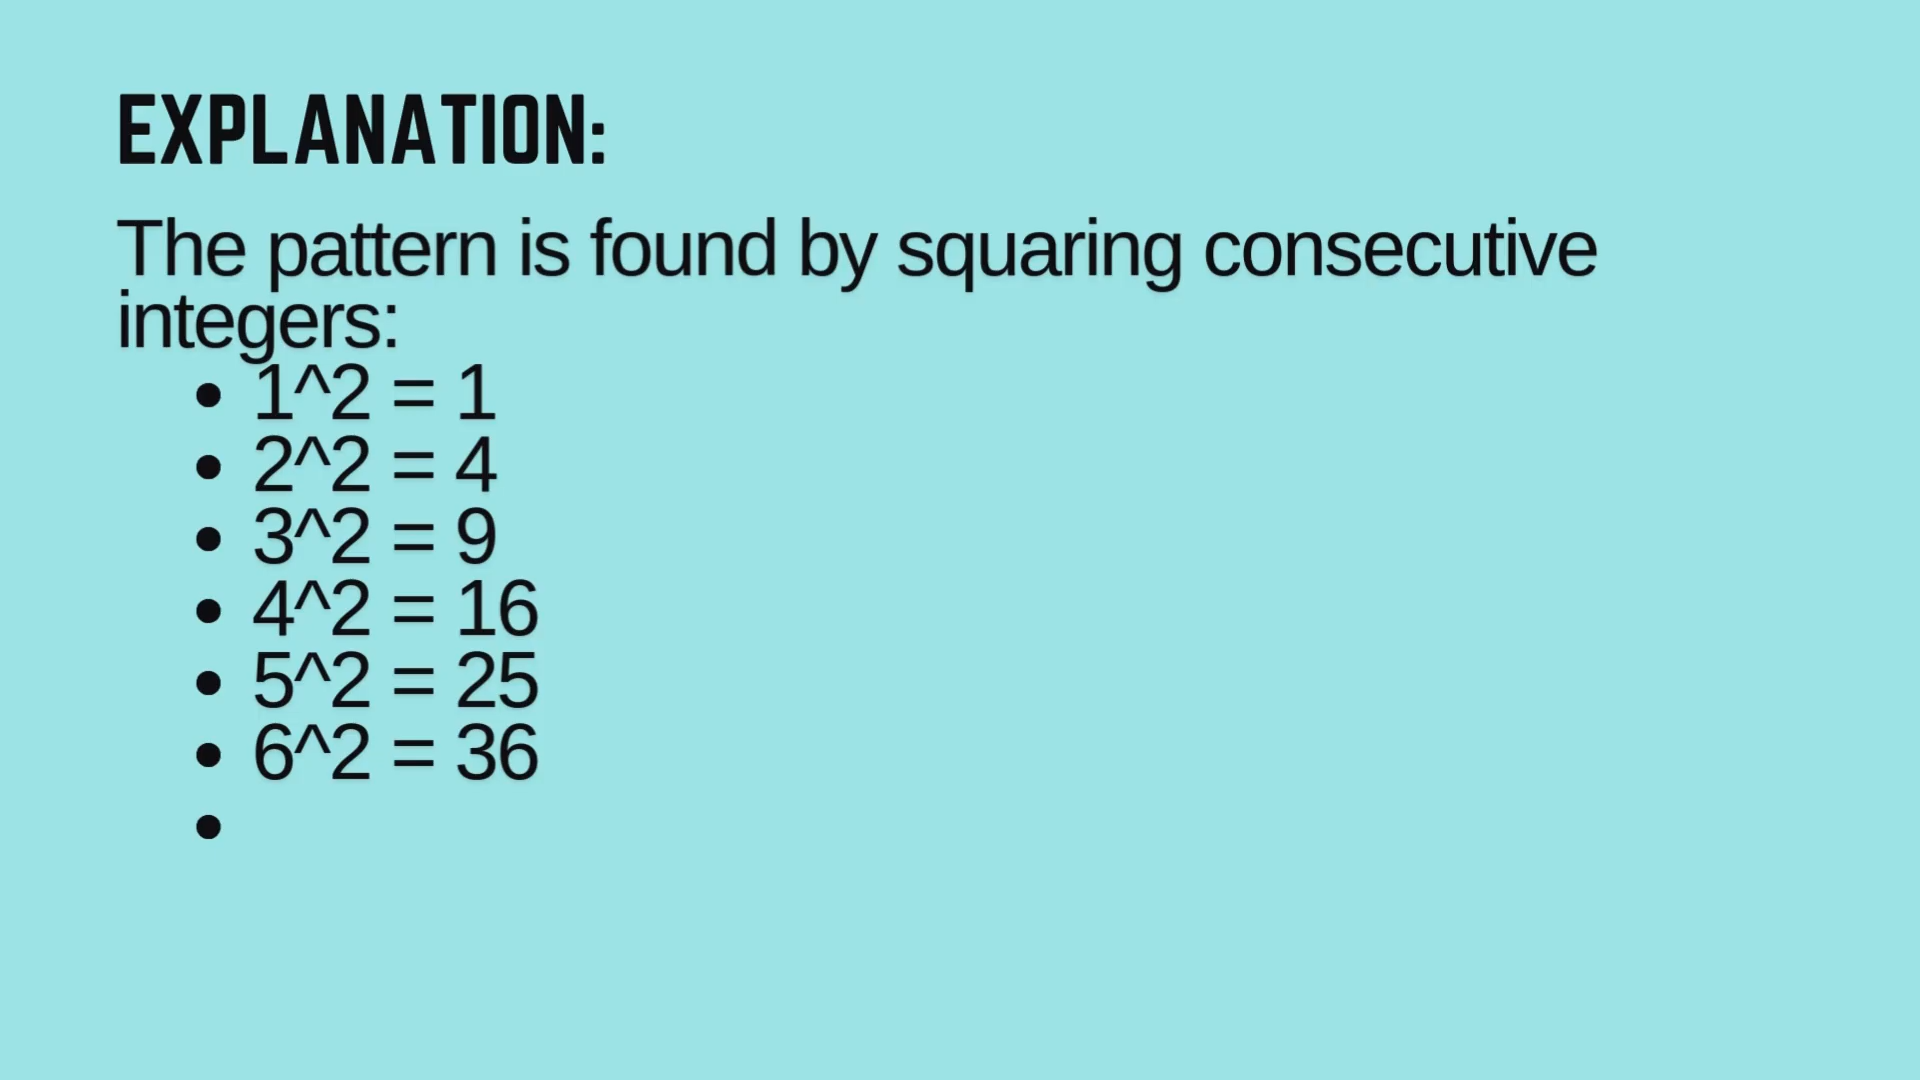 EXPLANATION:
The pattern is found by squaring consecutive
integers:
• 1^2 = 1
• 2^2 = 4
• 3^2 = 9
• 4^2 = 16
• 5^2 = 25
• 6^2 = 36
•